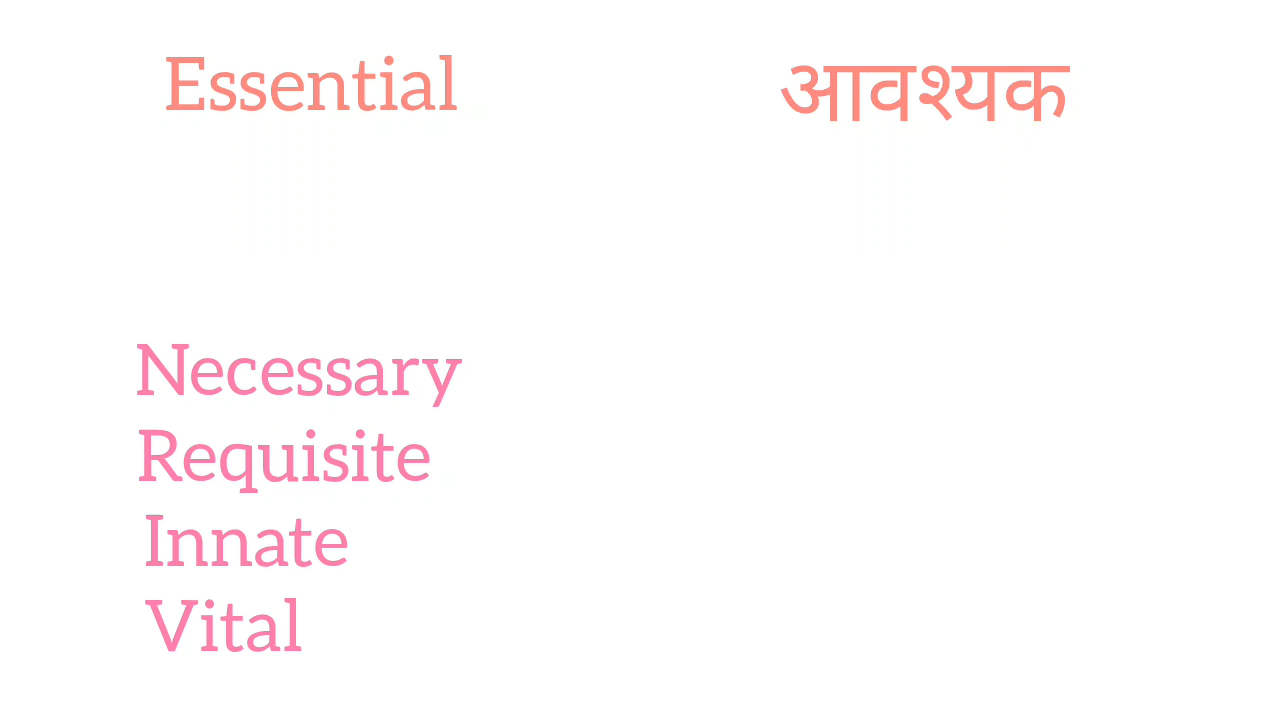 Essential आवश्यक
Necessary
Requisite
Innate
Vital